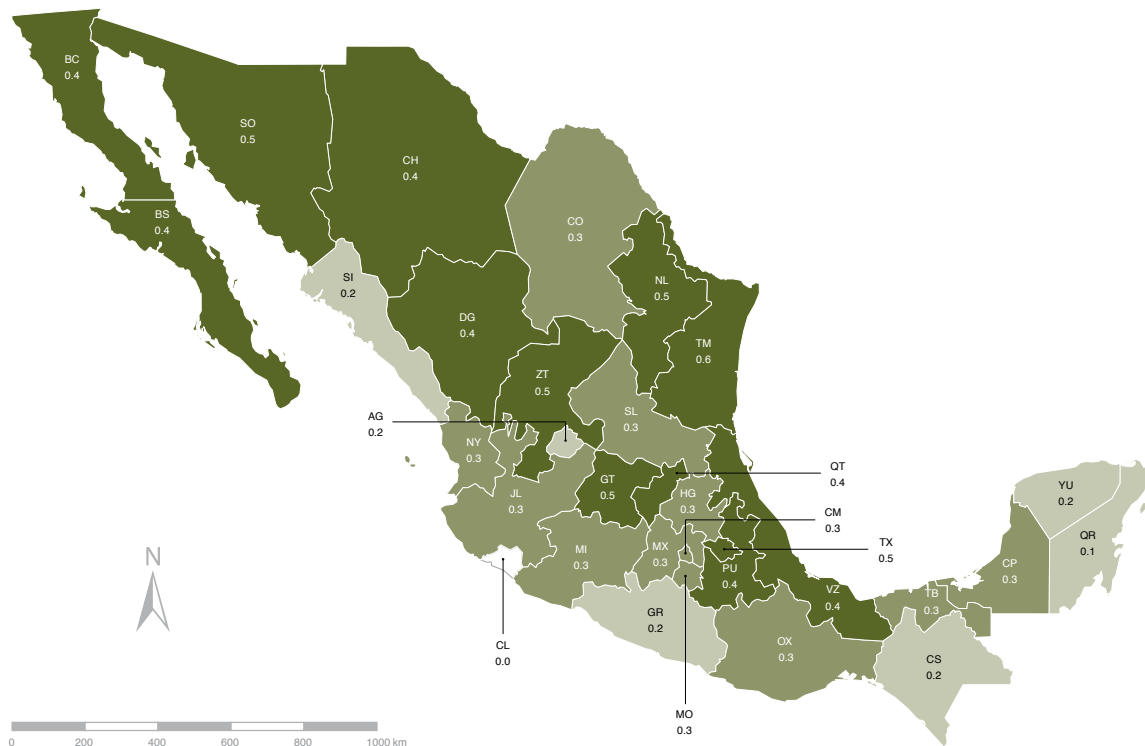 BC
0.4
SO
0.5
CH
0.4
BS
0.4
CO
0.3
SI
0.2
NL
0.5
DG
0.4
TM
0.6
ZT
0.5
AG
0.2
SL
0.3
NY
0.3
QT
0.4
GT
0.5
JL
0.3
HG
0.3
YU
0.2
CM
0.3
QR
0.1
TX
0.5
MI
0.3
MX
0.3
PU
0.4
CP
0.3
N
VZ
0.4
TB
0.3
GR
0.2
CL
0.0
OX
0.3
CS
0.2
MO
0.3
0 200 400 600 800 1000 km